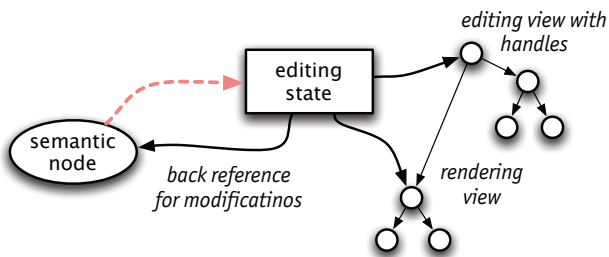 editing view with
handles
editing
state
semantic
node
back reference
for modificatinos
rendering
view